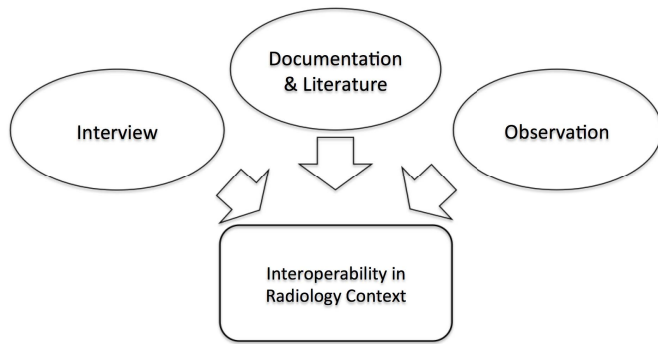 Documentation
& Literature
Interview
Observation
Interoperability in
Radiology Context